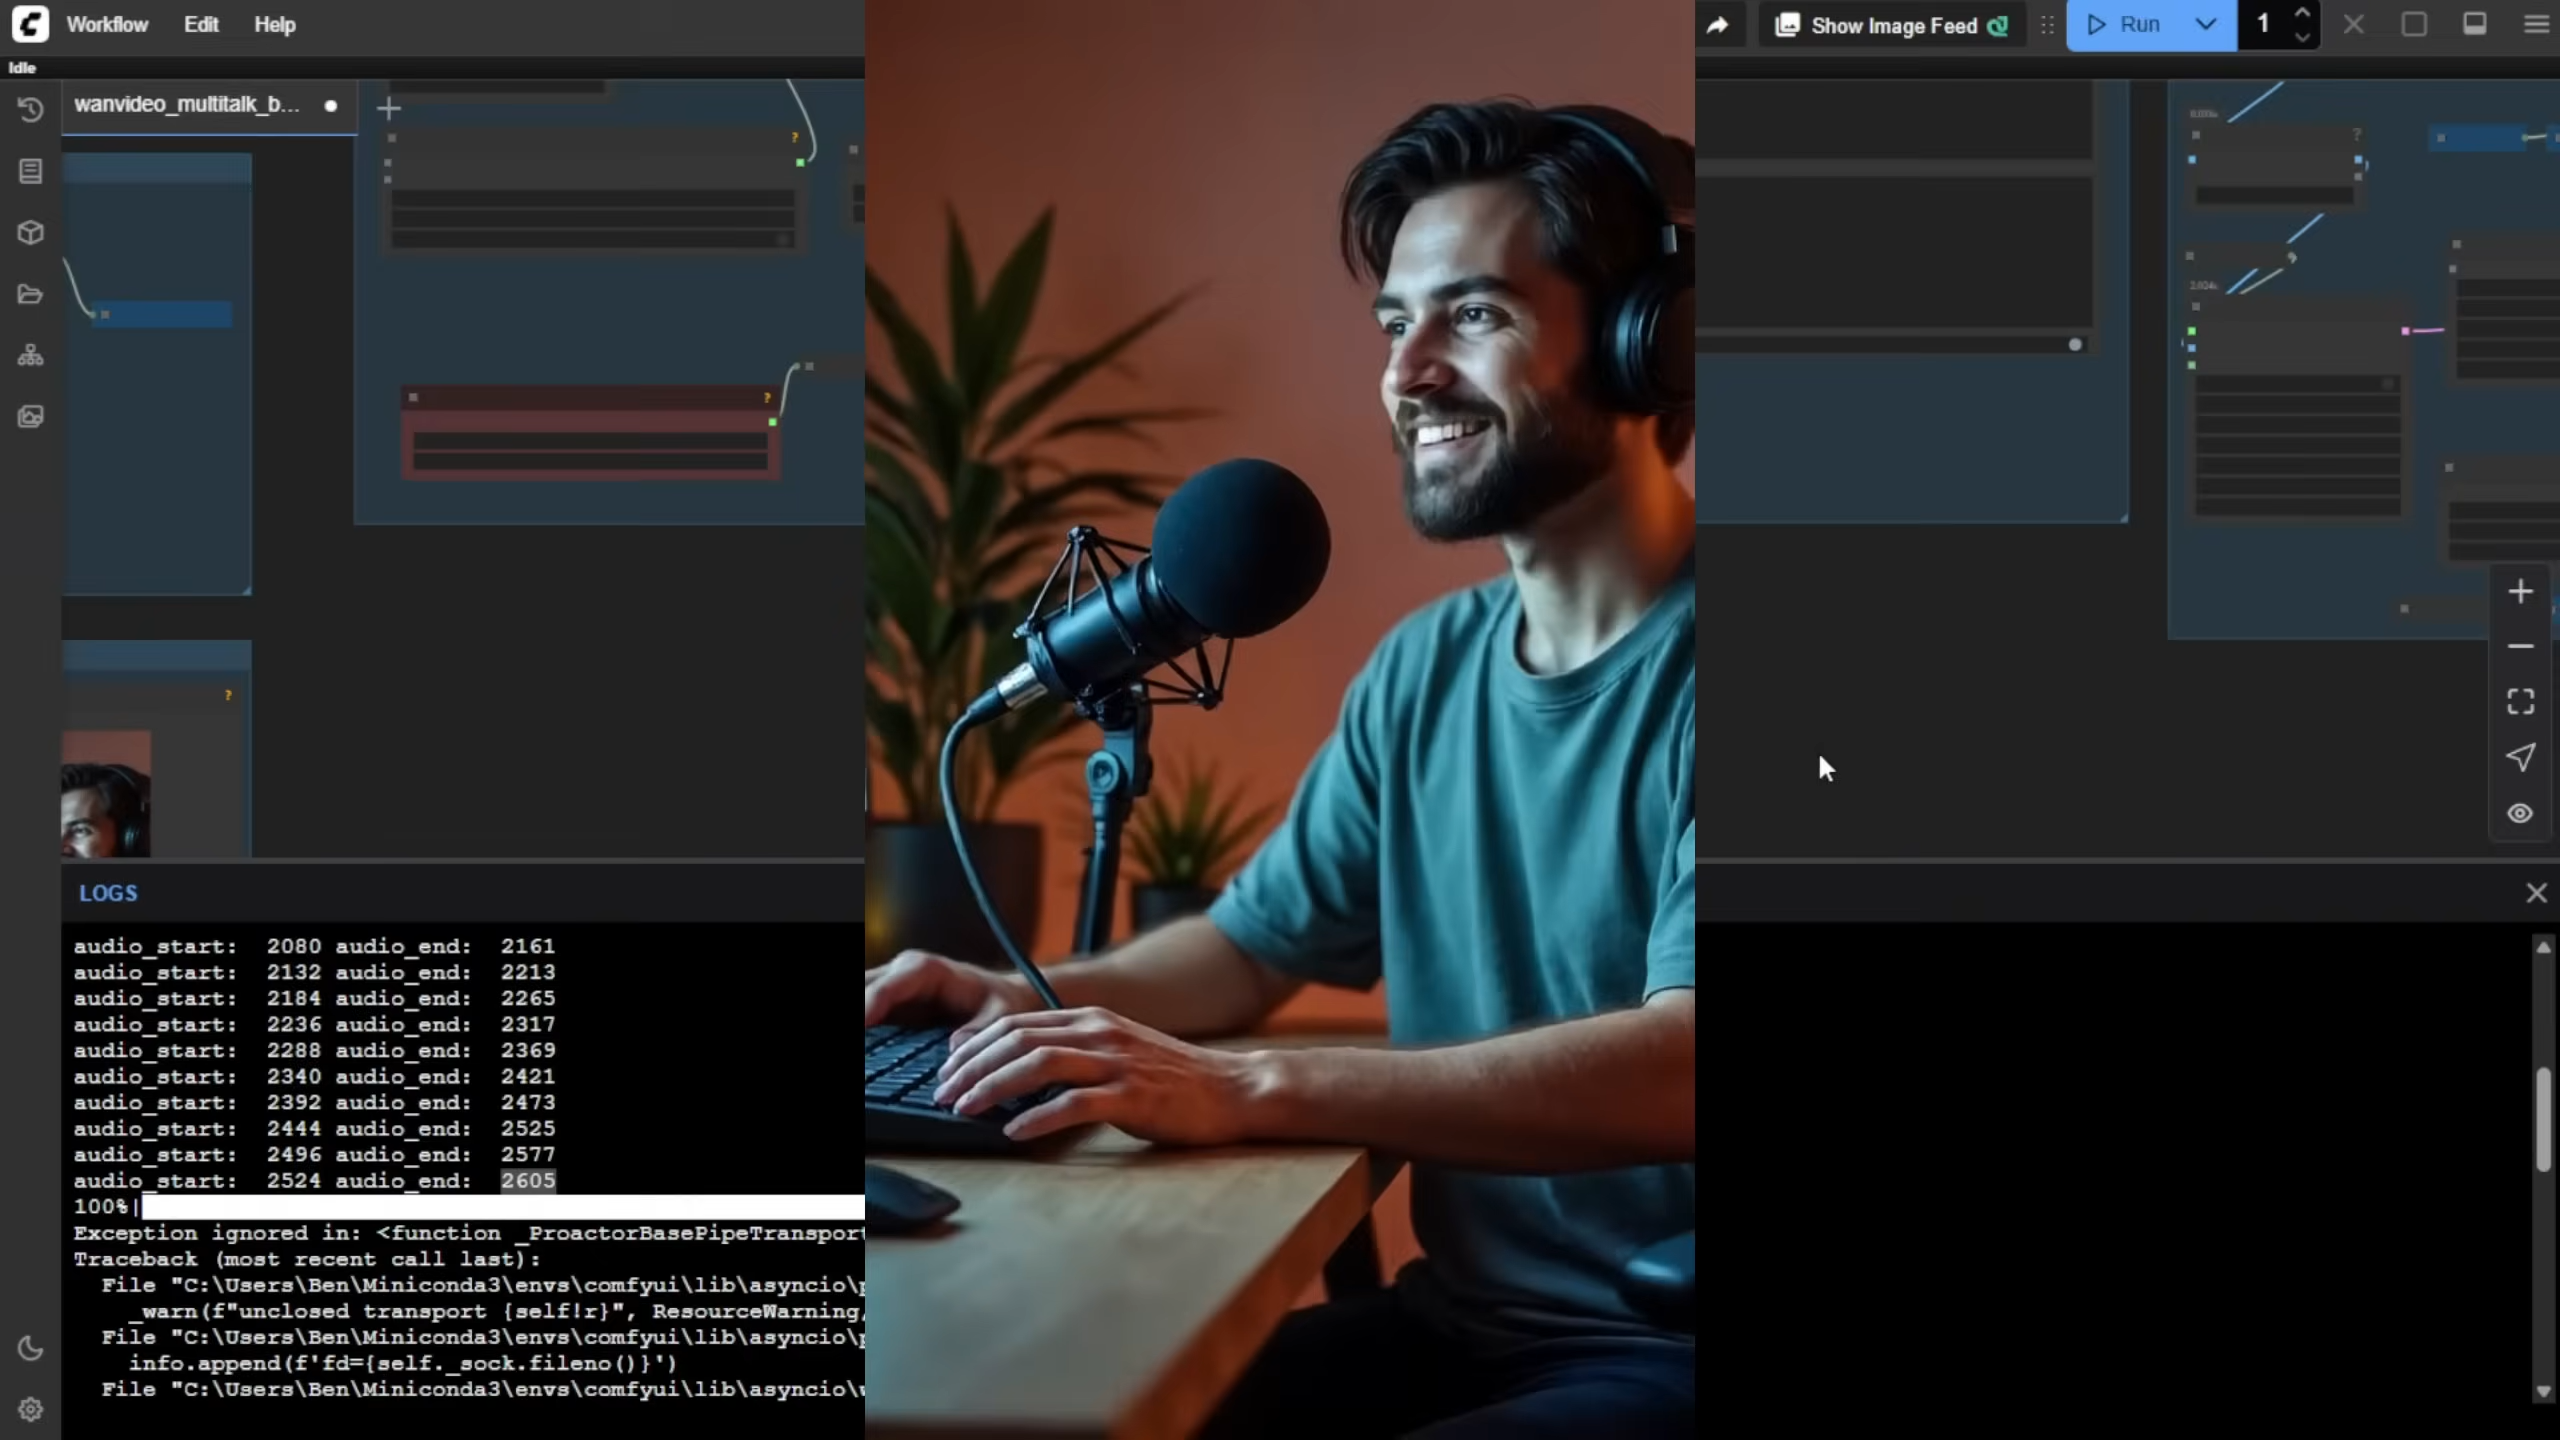 Workflow Edit Help
Show Image Feed
Run
1
Idle
wanvideo_multitalk_b...
?
?
?
?
LOGS
audio_start: 2080 audio_end: 2161
audio_start: 2132 audio_end: 2213
audio_start: 2184 audio_end: 2265
audio_start: 2236 audio_end: 2317
audio_start: 2288 audio_end: 2369
audio_start: 2340 audio_end: 2421
audio_start: 2392 audio_end: 2473
audio_start: 2444 audio_end: 2525
audio_start: 2496 audio_end: 2577
audio_start: 2524 audio_end: 2605
100%|
Exception ignored in: <function _ProactorBasePipeTransport
Traceback (most recent call last):
File "C:\Users\Ben\Miniconda3\envs\comfyui\lib\asyncio\p
_warn(f"unclosed transport {self!r}", ResourceWarning,
File "C:\Users\Ben\Miniconda3\envs\comfyui\lib\asyncio\p
info.append(f'fd={self._sock.fileno()}')
File "C:\Users\Ben\Miniconda3\envs\comfyui\lib\asyncio\w